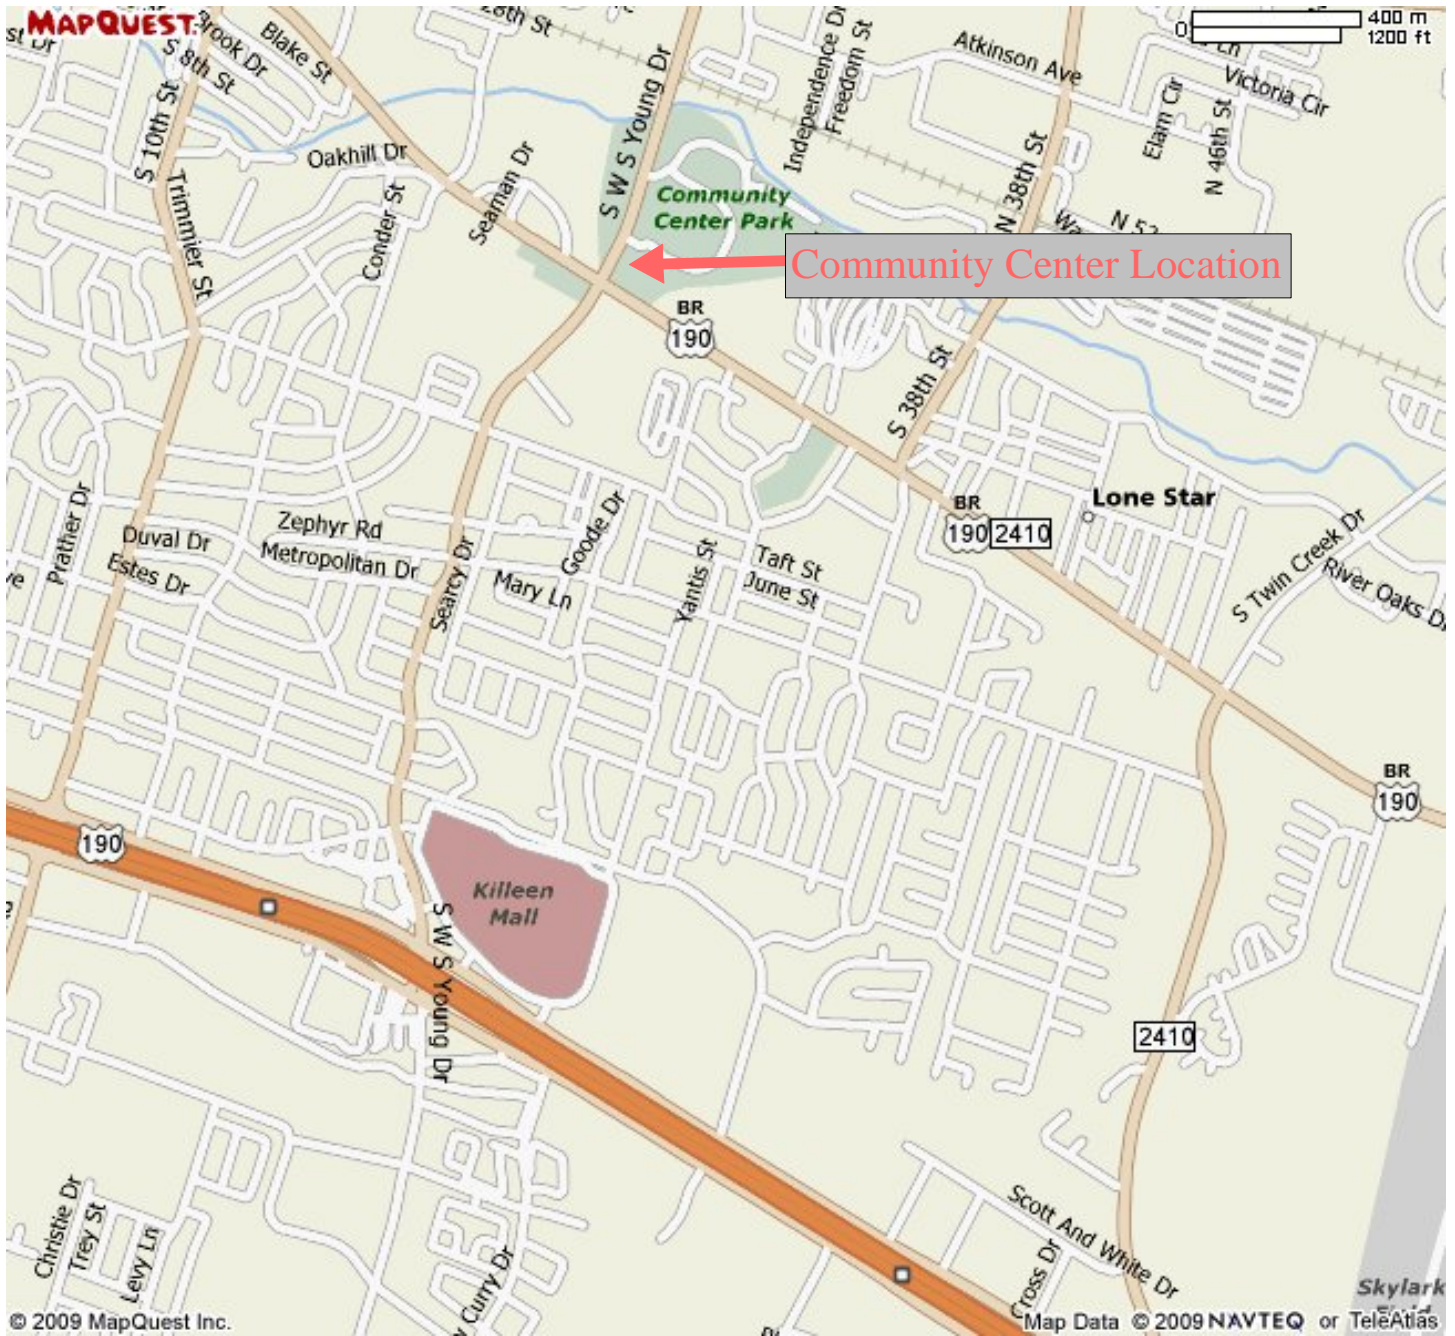 MAPQUEST
28th St
400 m
0
1200 ft
Brook Dr
Blake St
S 8th St
S 10th St
S W S Young Dr
Independence Dr
Freedom St
Atkinson Ave
Victoria Cir
Elam Cir
N 46th St
N 38th St
Oakhill Dr
Seaman Dr
Conder St
Trimmier St
Community
Center Park
N 52
Community Center Location
BR
190
S 38th St
Lone Star
BR
190 2410
Prather Dr
Zephyr Rd
Duval Dr
Metropolitan Dr
Estes Dr
Searcy Dr
Goode Dr
Mary Ln
Yantis St
Taft St
June St
S Twin Creek Dr
River Oaks D
BR
190
190
Killeen
Mall
S W S Young Dr
2410
Christie Dr
Trey St
Levy Ln
Curry Dr
Scott And White Dr
Cross Dr
Skylark
© 2009 MapQuest Inc.
Map Data © 2009 NAVTEQ or TeleAtlas